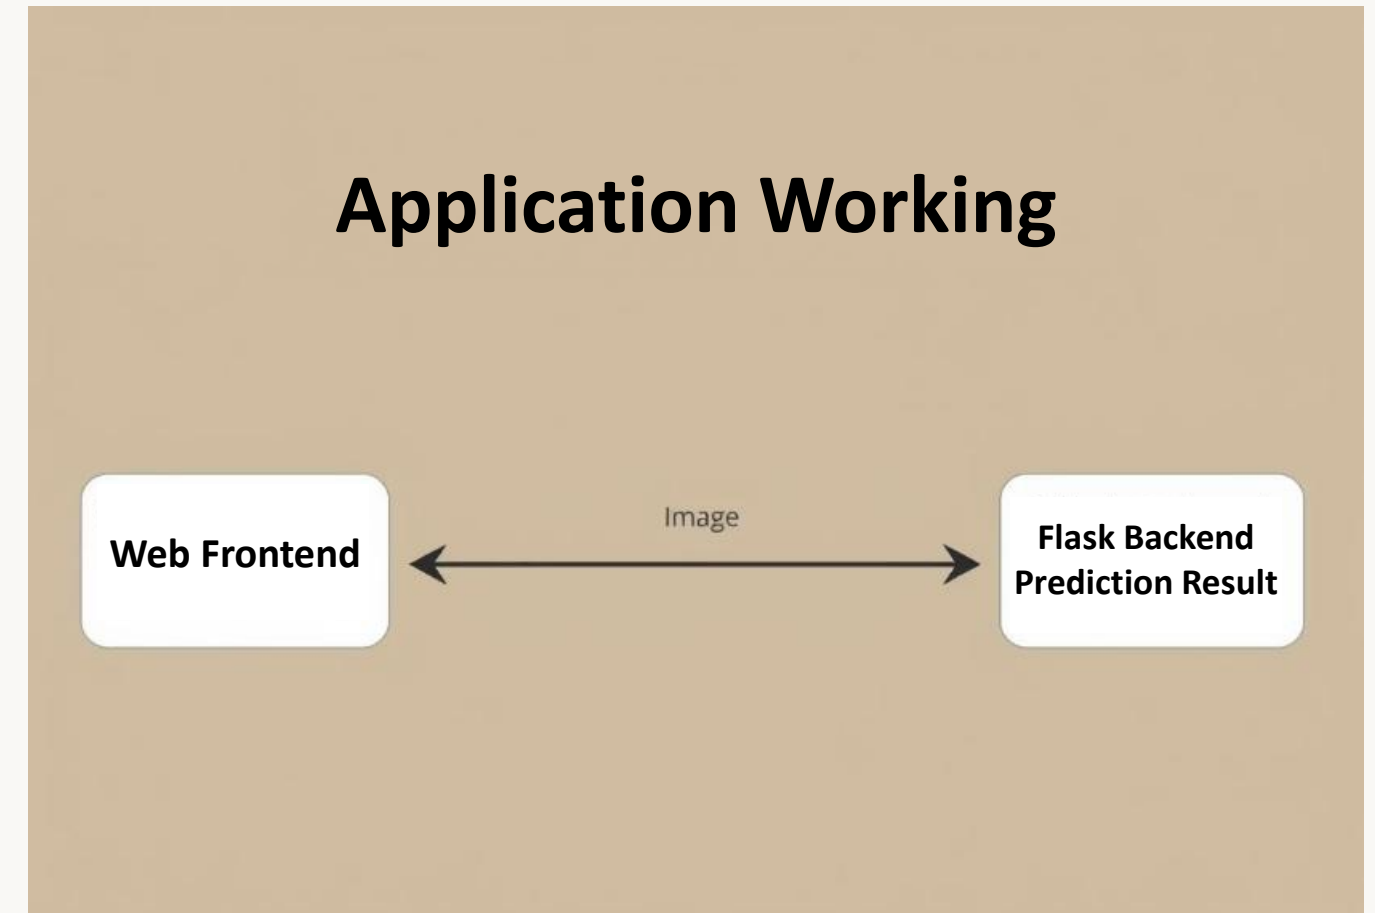 Application Working
Image
Web Frontend
Flask Backend
Prediction Result